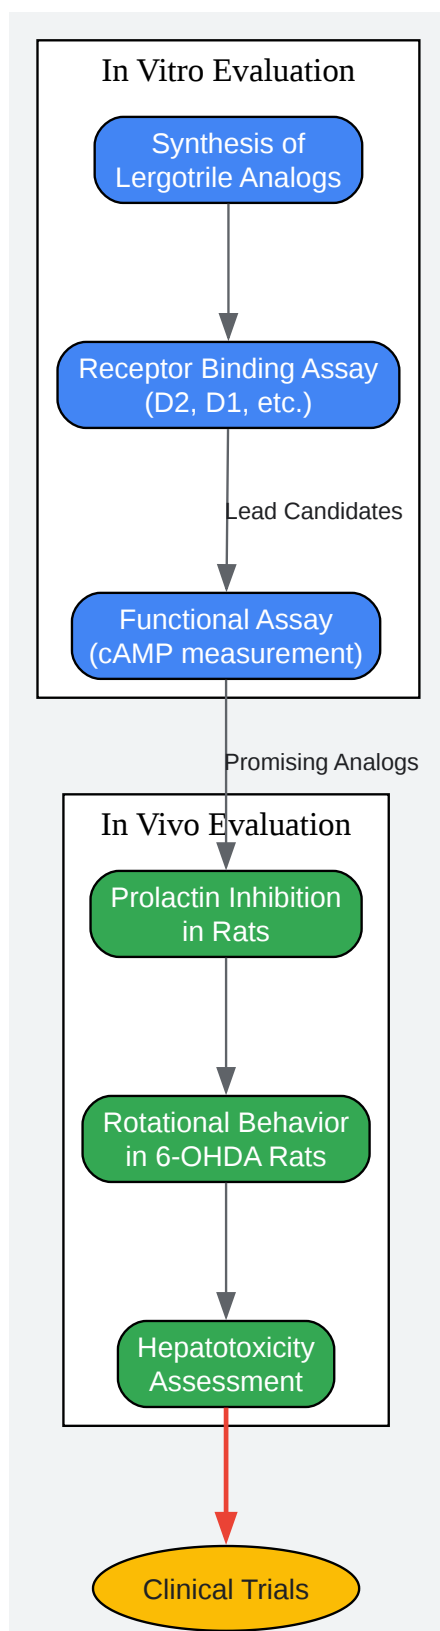 In Vitro Evaluation
Synthesis of
Lergotrile Analogs
Receptor Binding Assay
(D2, D1, etc.)
Lead Candidates
Functional Assay
(cAMP measurement)
Promising Analogs
In Vivo Evaluation
Prolactin Inhibition
in Rats
Rotational Behavior
in 6-OHDA Rats
Hepatotoxicity
Assessment
Clinical Trials